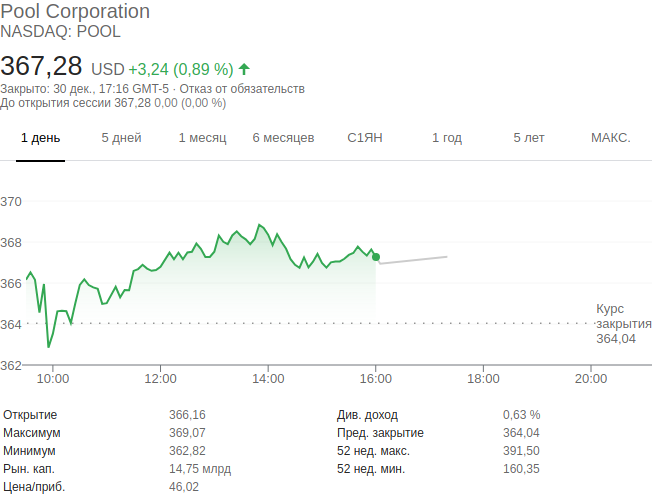 Pool Corporation
NASDAQ: POOL
367,28 USD +3,24 (0,89 %)
Закрыто: 30 дек., 17:16 GMT-5 · Отказ от обязательств
До открытия сессии 367,28 0,00 (0,00 %)
1 день 5 дней 1 месяц 6 месяцев С1ЯН 1 год 5 лет МАКС.
370
368
366
364
362
Курс
закрытия
364,04
10:00 12:00 14:00 16:00 18:00 20:00
Открытие 366,16 Див. доход 0,63 %
Максимум 369,07 Пред. закрытие 364,04
Минимум 362,82 52 нед. макс. 391,50
Рын. кап. 14,75 млрд 52 нед. мин. 160,35
Цена/приб. 46,02